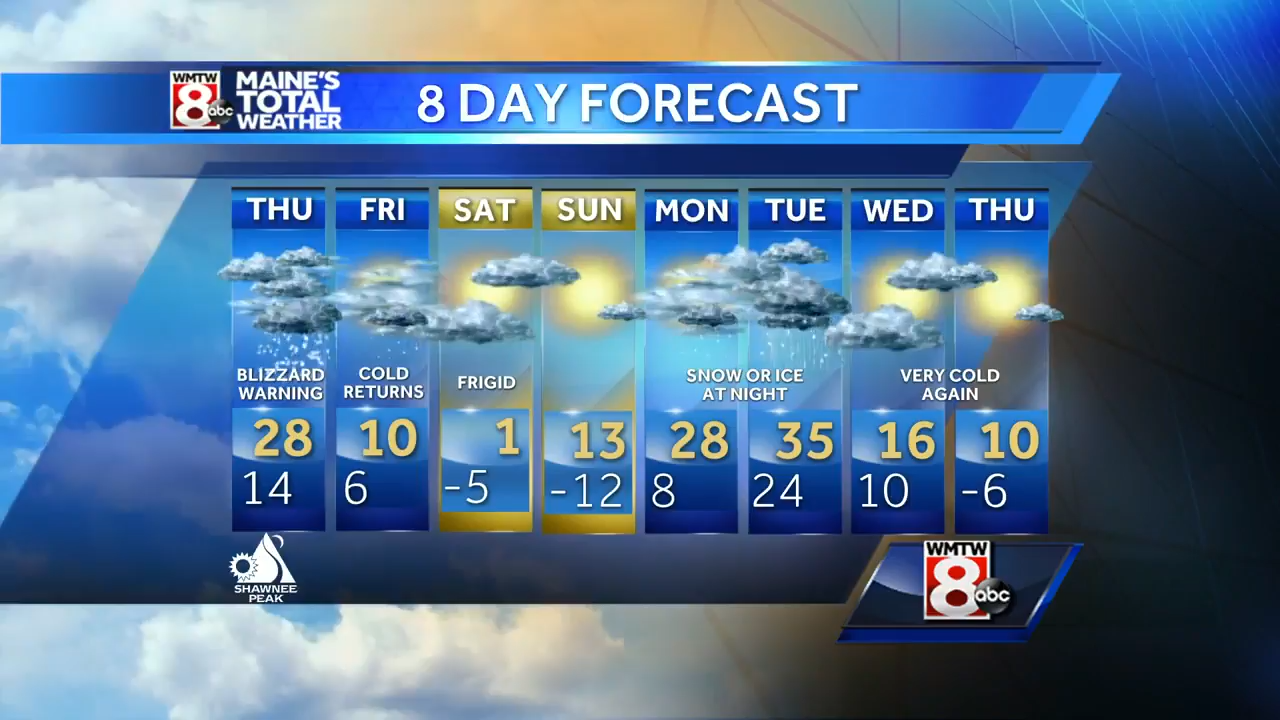 WMTW
8
abc
MAINE'S
TOTAL
WEATHER
8 DAY FORECAST
THU FRI SAT SUN MON TUE WED THU
BLIZZARD
WARNING
COLD
RETURNS
FRIGID
SNOW OR ICE
AT NIGHT
VERY COLD
AGAIN
28 10 1 13 28 35 16 10
14 6 -5 -12 8 24 10 -6
SHAWNEE
PEAK
WMTW
8
abc